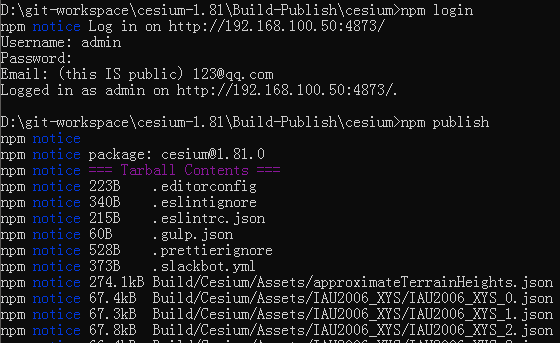 D:\git-workspace\cesium-1.81\Build-Publish\cesium>npm login
npm notice Log in on http://192.168.100.50:4873/
Username: admin
Password:
Email: (this IS public) 123@qq.com
Logged in as admin on http://192.168.100.50:4873/.
D:\git-workspace\cesium-1.81\Build-Publish\cesium>npm publish
npm notice
npm notice package: cesium@1.81.0
npm notice === Tarball Contents ===
npm notice 223B .editorconfig
npm notice 340B .eslintignore
npm notice 215B .eslintrc.json
npm notice 60B .gulp.json
npm notice 528B .prettierignore
npm notice 373B .slackbot.yml
npm notice 274.1kB Build/Cesium/Assets/approximateTerrainHeights.json
npm notice 67.4kB Build/Cesium/Assets/IAU2006_XYS/IAU2006_XYS_0.json
npm notice 67.3kB Build/Cesium/Assets/IAU2006_XYS/IAU2006_XYS_1.json
npm notice 67.8kB Build/Cesium/Assets/IAU2006_XYS/IAU2006_XYS_2.json